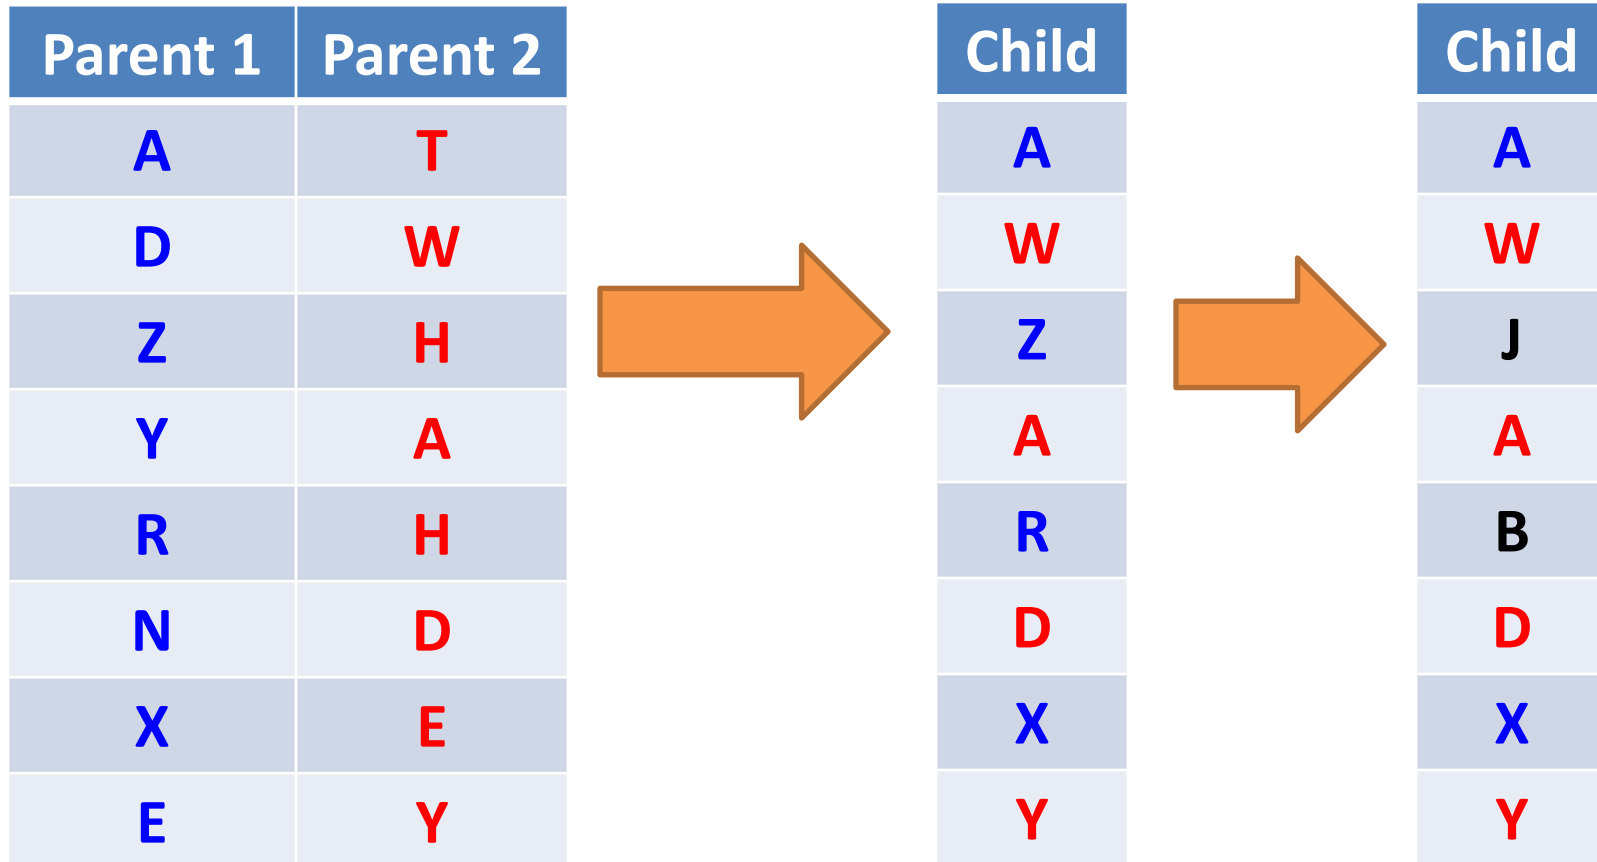 Parent 1 Parent 2 Child Child
A T A A
D W W W
Z H Z J
Y A A A
R H R B
N D D D
X E X X
E Y Y Y